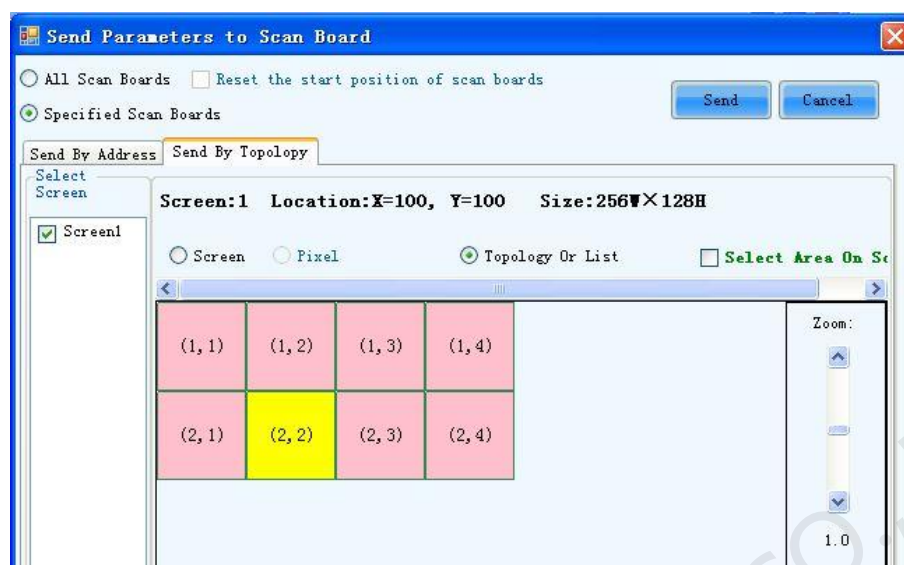 Send Parameters to Scan Board
All Scan Boards Reset the start position of scan boards
Send Cancel
Specified Scan Boards
Send By Address Send By Topolopy
Select
Screen
Screen1
Screen:1 Location:X=100, Y=100 Size:256W×128H
Screen Pixel Topology Or List Select Area On Sc
Zoom:
(1, 1) (1, 2) (1, 3) (1, 4)
(2, 1) (2, 2) (2, 3) (2, 4)
1.0